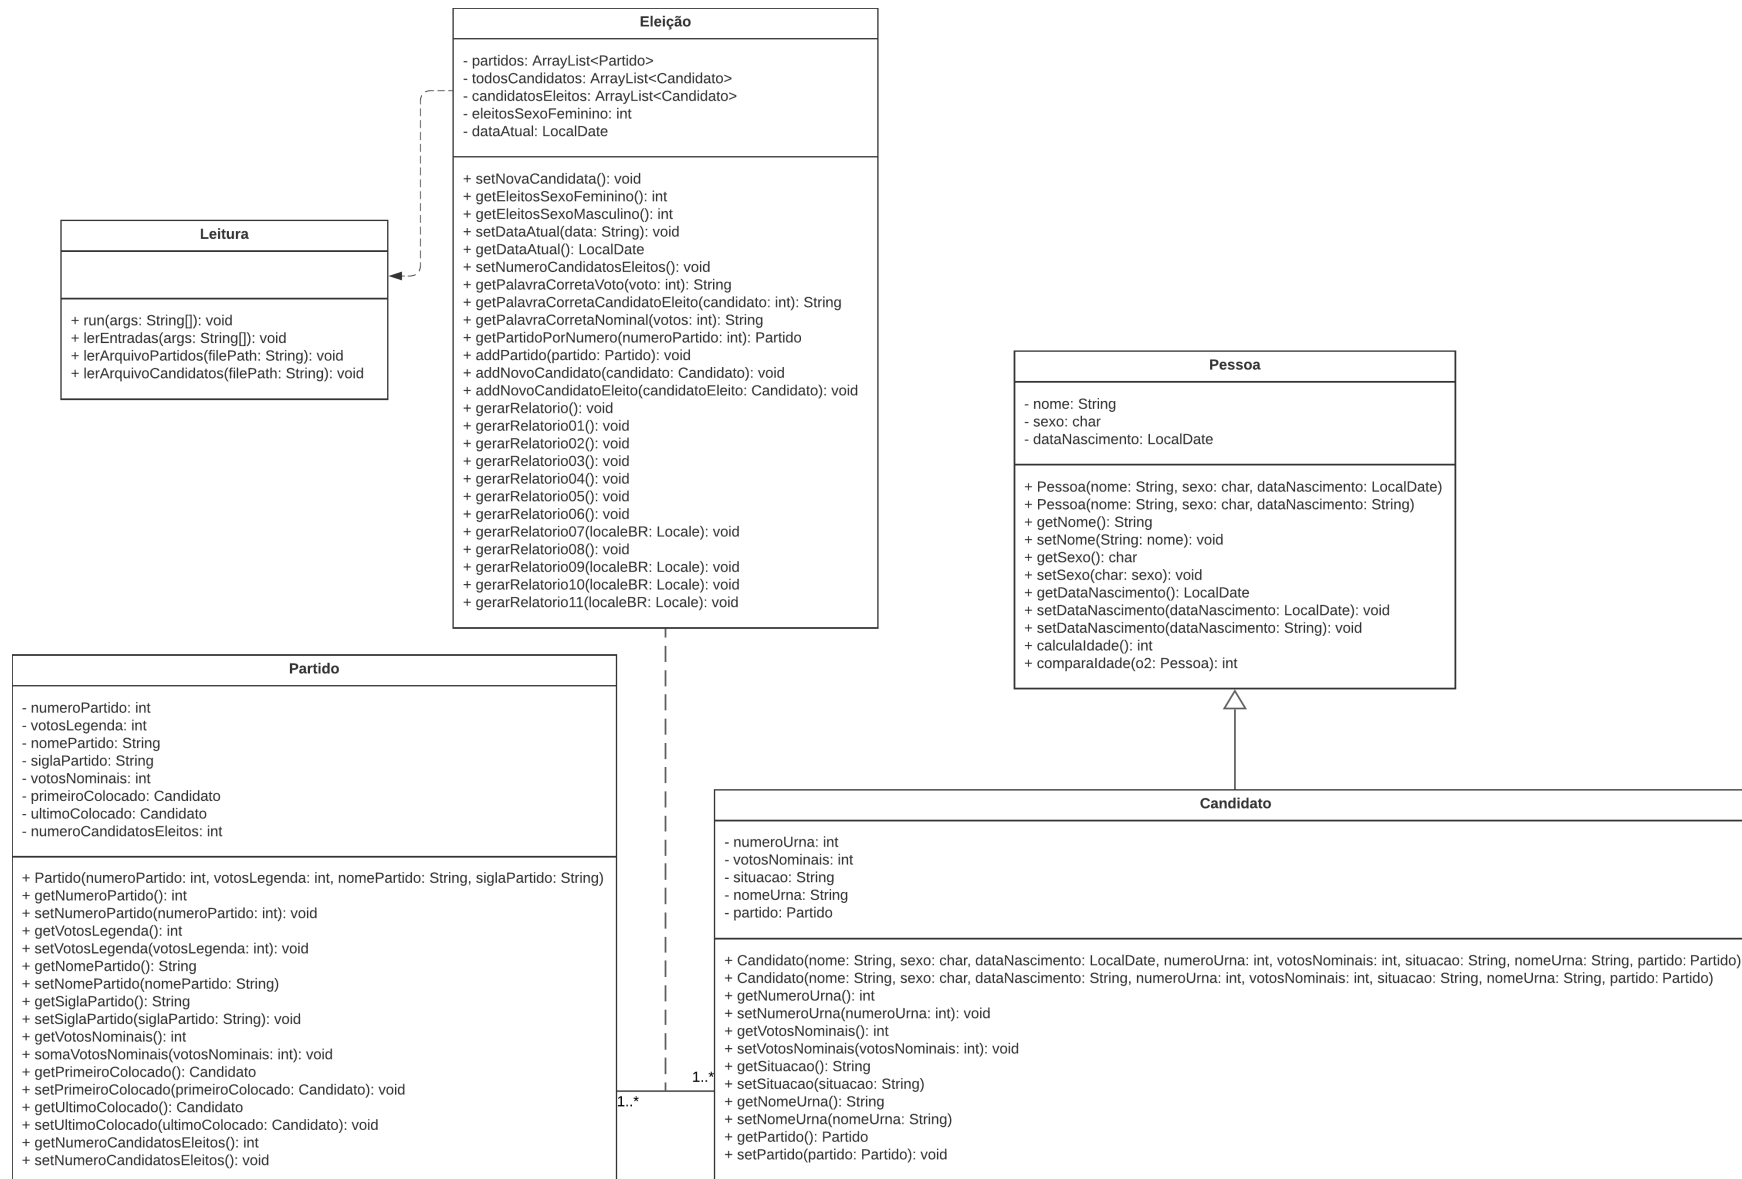 Eleição
- partidos: ArrayList<Partido>
- todosCandidatos: ArrayList<Candidato>
- candidatosEleitos: ArrayList<Candidato>
- eleitosSexoFeminino: int
- dataAtual: LocalDate
+ setNovaCandidata(): void
+ getEleitosSexoFeminino(): int
+ getEleitosSexoMasculino(): int
+ setDataAtual(data: String): void
+ getDataAtual(): LocalDate
+ setNumeroCandidatosEleitos(): void
+ getPalavraCorretaVoto(voto: int): String
+ getPalavraCorretaCandidatoEleito(candidato: int): String
+ getPalavraCorretaNominal(votos: int): String
+ getPartidoPorNumero(numeroPartido: int): Partido
+ addPartido(partido: Partido): void
+ addNovoCandidato(candidato: Candidato): void
+ addNovoCandidatoEleito(candidatoEleito: Candidato): void
+ gerarRelatorio(): void
+ gerarRelatorio01(): void
+ gerarRelatorio02(): void
+ gerarRelatorio03(): void
+ gerarRelatorio04(): void
+ gerarRelatorio05(): void
+ gerarRelatorio06(): void
+ gerarRelatorio07(localeBR: Locale): void
+ gerarRelatorio08(): void
+ gerarRelatorio09(localeBR: Locale): void
+ gerarRelatorio10(localeBR: Locale): void
+ gerarRelatorio11(localeBR: Locale): void
Leitura
+ run(args: String[]): void
+ lerEntradas(args: String[]): void
+ lerArquivoPartidos(filePath: String): void
+ lerArquivoCandidatos(filePath: String): void
Pessoa
- nome: String
- sexo: char
- dataNascimento: LocalDate
+ Pessoa(nome: String, sexo: char, dataNascimento: LocalDate)
+ Pessoa(nome: String, sexo: char, dataNascimento: String)
+ getNome(): String
+ setNome(String: nome): void
+ getSexo(): char
+ setSexo(char: sexo): void
+ getDataNascimento(): LocalDate
+ setDataNascimento(dataNascimento: LocalDate): void
+ setDataNascimento(dataNascimento: String): void
+ calculaIdade(): int
+ comparaIdade(o2: Pessoa): int
Partido
- numeroPartido: int
- votosLegenda: int
- nomePartido: String
- siglaPartido: String
- votosNominais: int
- primeiroColocado: Candidato
- ultimoColocado: Candidato
- numeroCandidatosEleitos: int
+ Partido(numeroPartido: int, votosLegenda: int, nomePartido: String, siglaPartido: String)
+ getNumeroPartido(): int
+ setNumeroPartido(numeroPartido: int): void
+ getVotosLegenda(): int
+ setVotosLegenda(votosLegenda: int): void
+ getNomePartido(): String
+ setNomePartido(nomePartido: String)
+ getSiglaPartido(): String
+ setSiglaPartido(siglaPartido: String): void
+ getVotosNominais(): int
+ somaVotosNominais(votosNominais: int): void
+ getPrimeiroColocado(): Candidato
+ setPrimeiroColocado(primeiroColocado: Candidato): void
+ getUltimoColocado(): Candidato
+ setUltimoColocado(ultimoColocado: Candidato): void
+ getNumeroCandidatosEleitos(): int
+ setNumeroCandidatosEleitos(): void
1..*
1..*
Candidato
- numeroUrna: int
- votosNominais: int
- situacao: String
- nomeUrna: String
- partido: Partido
+ Candidato(nome: String, sexo: char, dataNascimento: LocalDate, numeroUrna: int, votosNominais: int, situacao: String, nomeUrna: String, partido: Partido)
+ Candidato(nome: String, sexo: char, dataNascimento: String, numeroUrna: int, votosNominais: int, situacao: String, nomeUrna: String, partido: Partido)
+ getNumeroUrna(): int
+ setNumeroUrna(numeroUrna: int): void
+ getVotosNominais(): int
+ setVotosNominais(votosNominais: int): void
+ getSituacao(): String
+ setSituacao(situacao: String)
+ getNomeUrna(): String
+ setNomeUrna(nomeUrna: String)
+ getPartido(): Partido
+ setPartido(partido: Partido): void